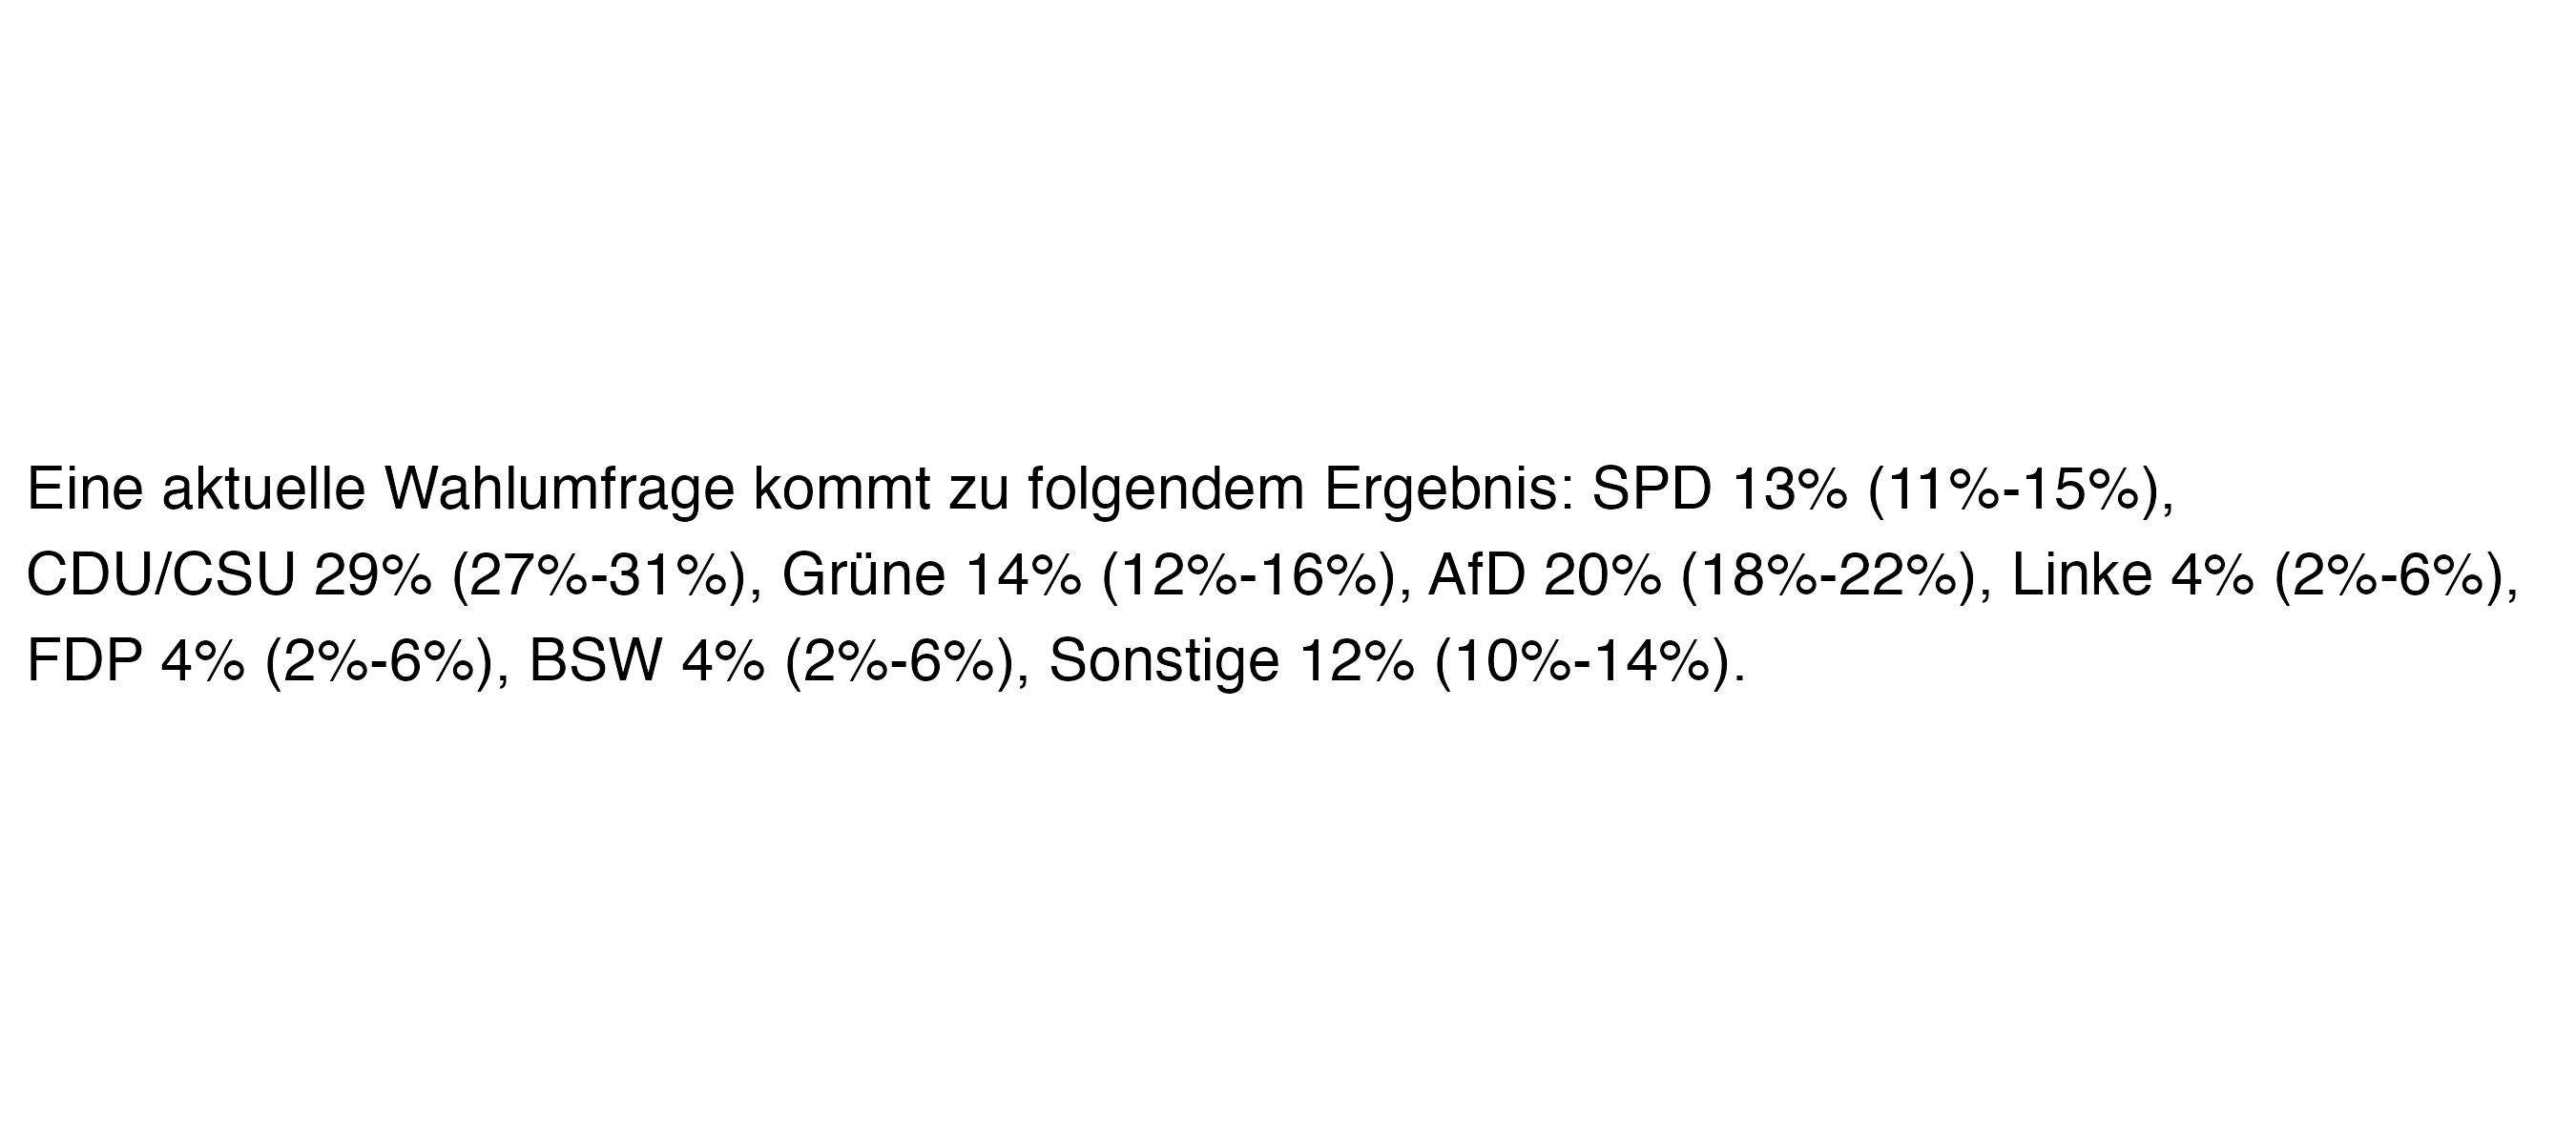 Eine aktuelle Wahlumfrage kommt zu folgendem Ergebnis: SPD 13% (11%-15%),
CDU/CSU 29% (27%-31%), Grüne 14% (12%-16%), AfD 20% (18%-22%), Linke 4% (2%-6%),
FDP 4% (2%-6%), BSW 4% (2%-6%), Sonstige 12% (10%-14%).